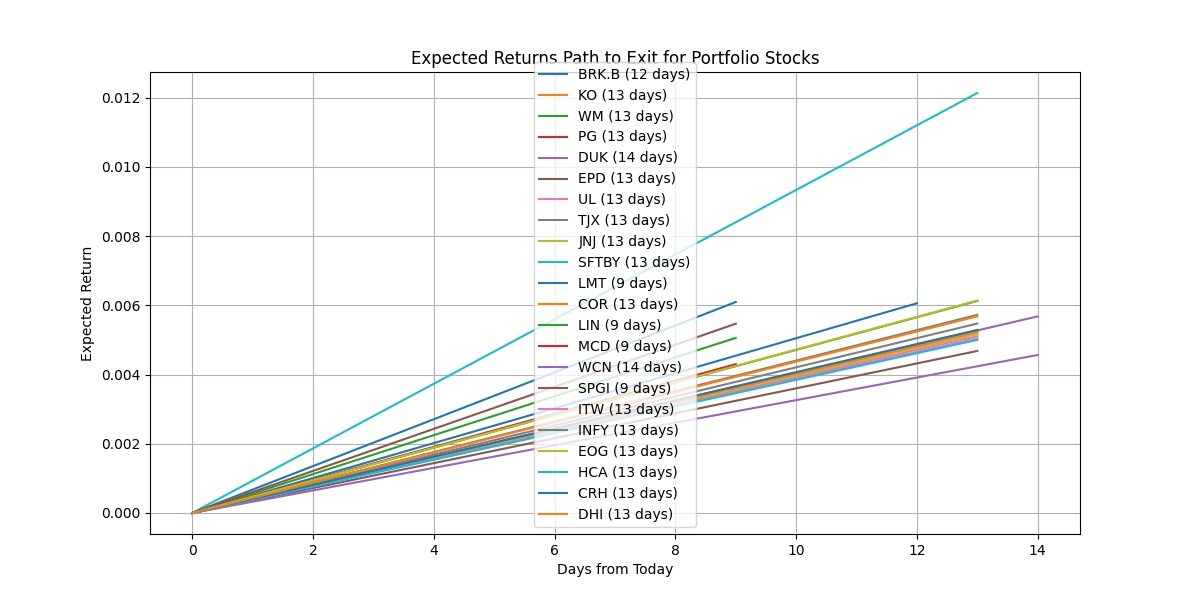 Expected Returns Path to Exit for Portfolio Stocks
BRK.B (12 days)
KO (13 days)
WM (13 days)
PG (13 days)
DUK (14 days)
EPD (13 days)
UL (13 days)
TJX (13 days)
JNJ (13 days)
SFTBY (13 days)
LMT (9 days)
COR (13 days)
LIN (9 days)
MCD (9 days)
WCN (14 days)
SPGI (9 days)
ITW (13 days)
INFY (13 days)
EOG (13 days)
HCA (13 days)
CRH (13 days)
DHI (13 days)
Expected Return
0.012
0.010
0.008
0.006
0.004
0.002
0.000
0 2 4 6 8 10 12 14
Days from Today